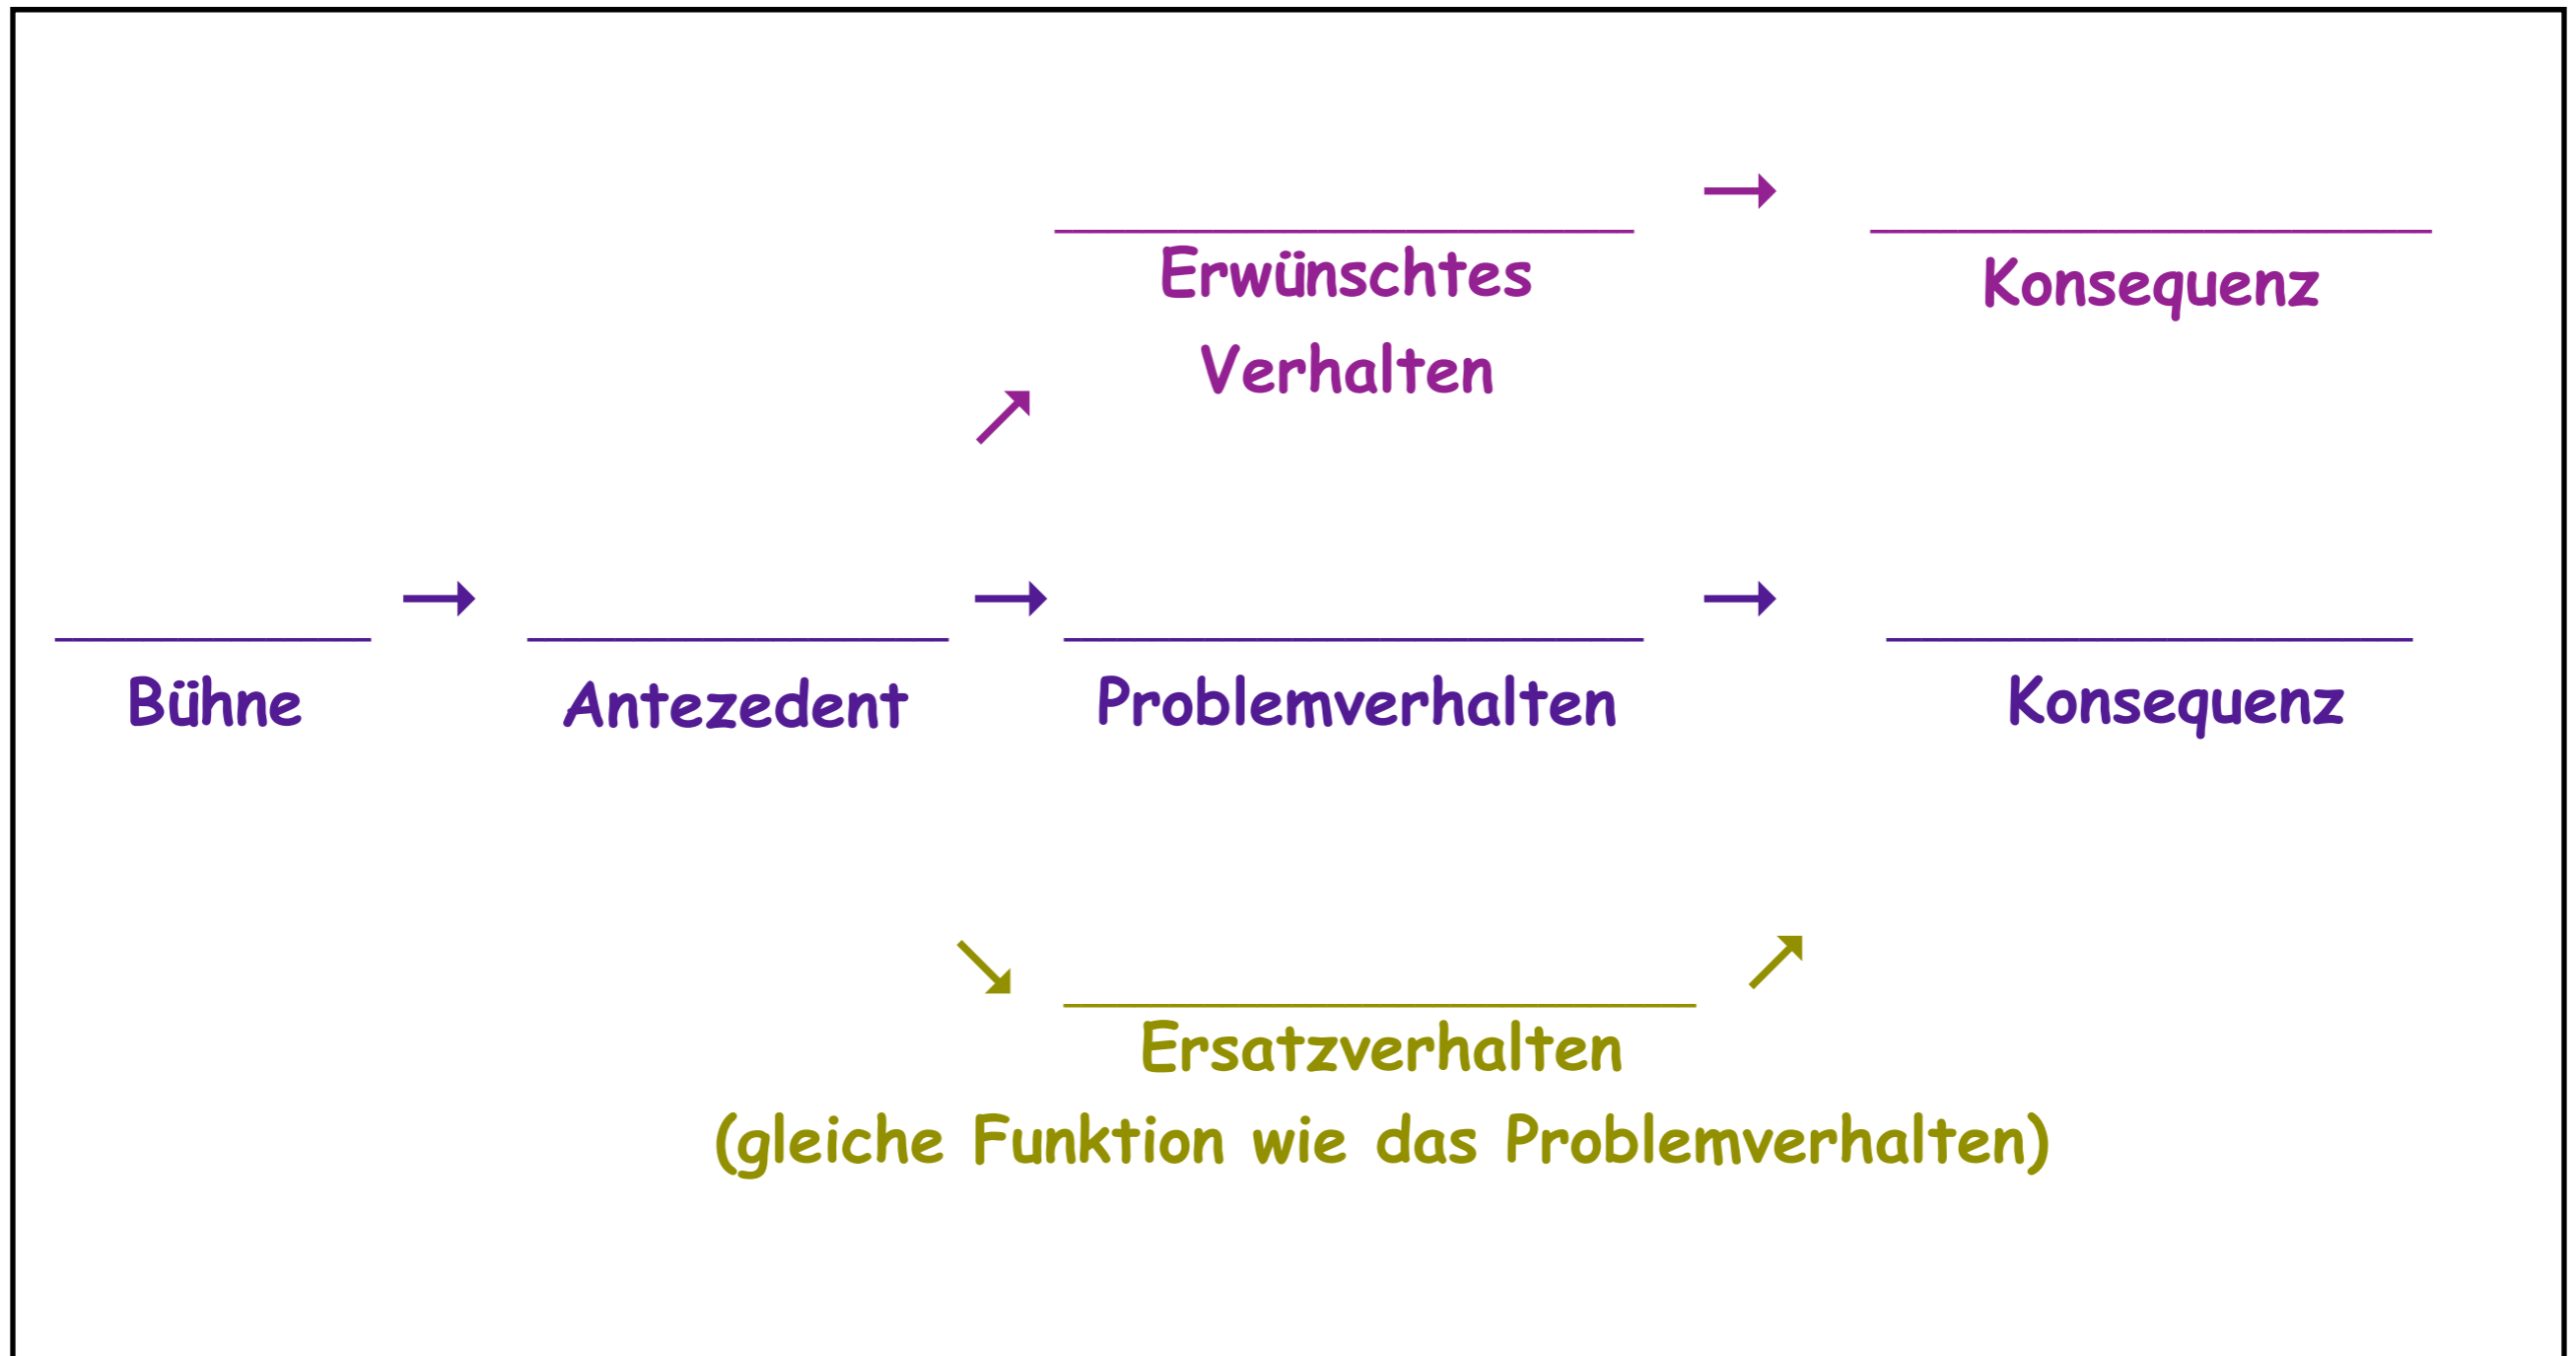 Erwünschtes
Verhalten
Konsequenz
Bühne
Antezedent
Problemverhalten
Konsequenz
Ersatzverhalten
(gleiche Funktion wie das Problemverhalten)